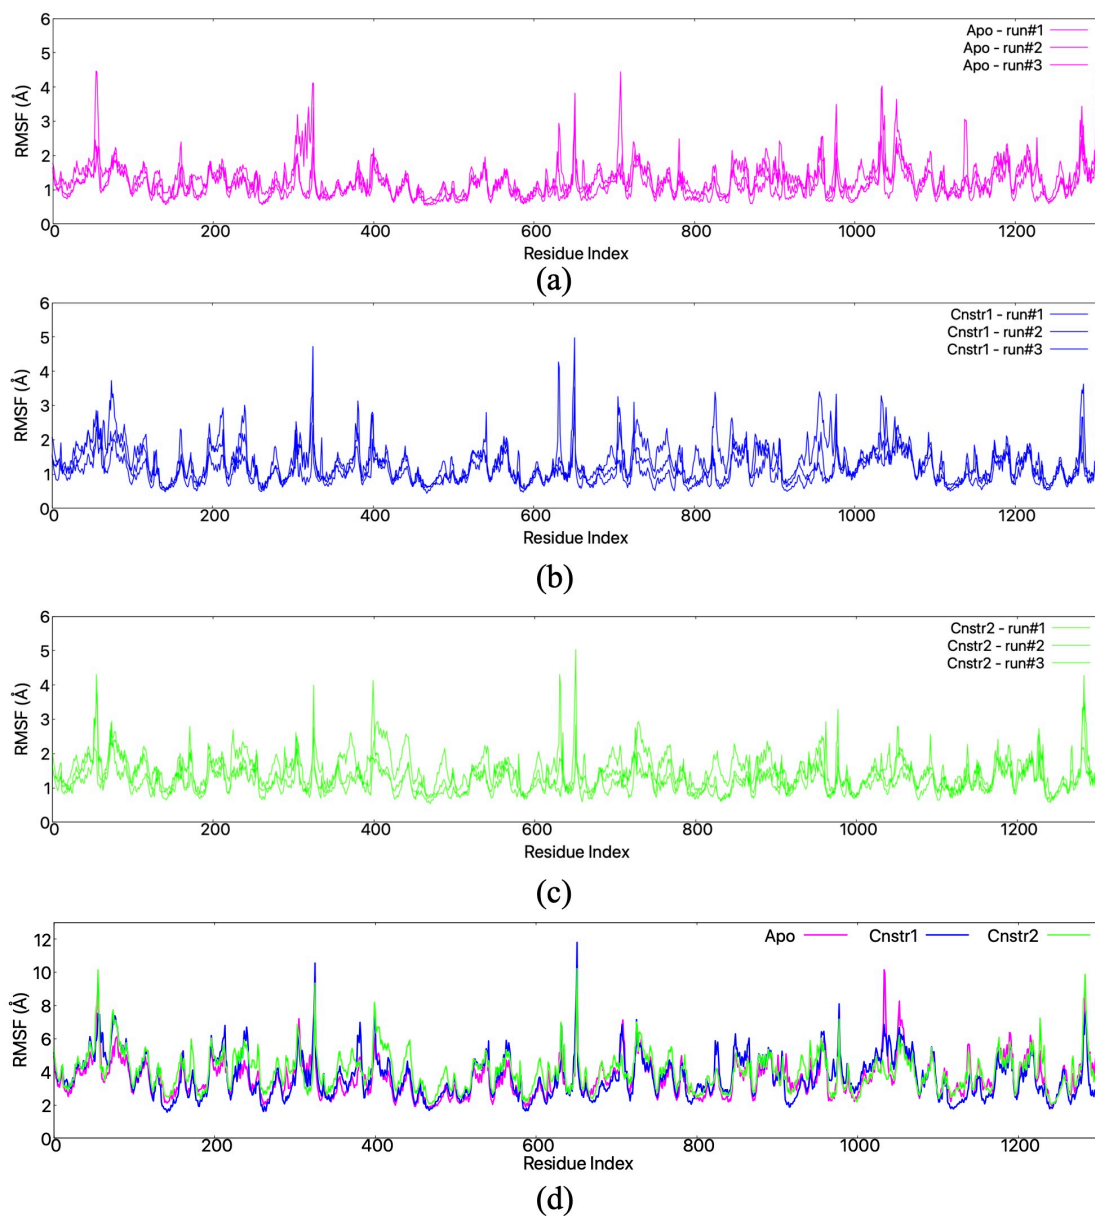 6
5
4
3
2
1
0
RMSF (Å)
Apo - run#1
Apo - run#2
Apo - run#3
0 200 400 600 800 1000 1200
Residue Index
(a)
6
5
4
3
2
1
0
RMSF (Å)
Cnstr1 - run#1
Cnstr1 - run#2
Cnstr1 - run#3
0 200 400 600 800 1000 1200
Residue Index
(b)
6
5
4
3
2
1
0
RMSF (Å)
Cnstr2 - run#1
Cnstr2 - run#2
Cnstr2 - run#3
0 200 400 600 800 1000 1200
Residue Index
(c)
12
10
8
6
4
2
0
RMSF (Å)
Apo Cnstr1 Cnstr2
0 200 400 600 800 1000 1200
Residue Index
(d)